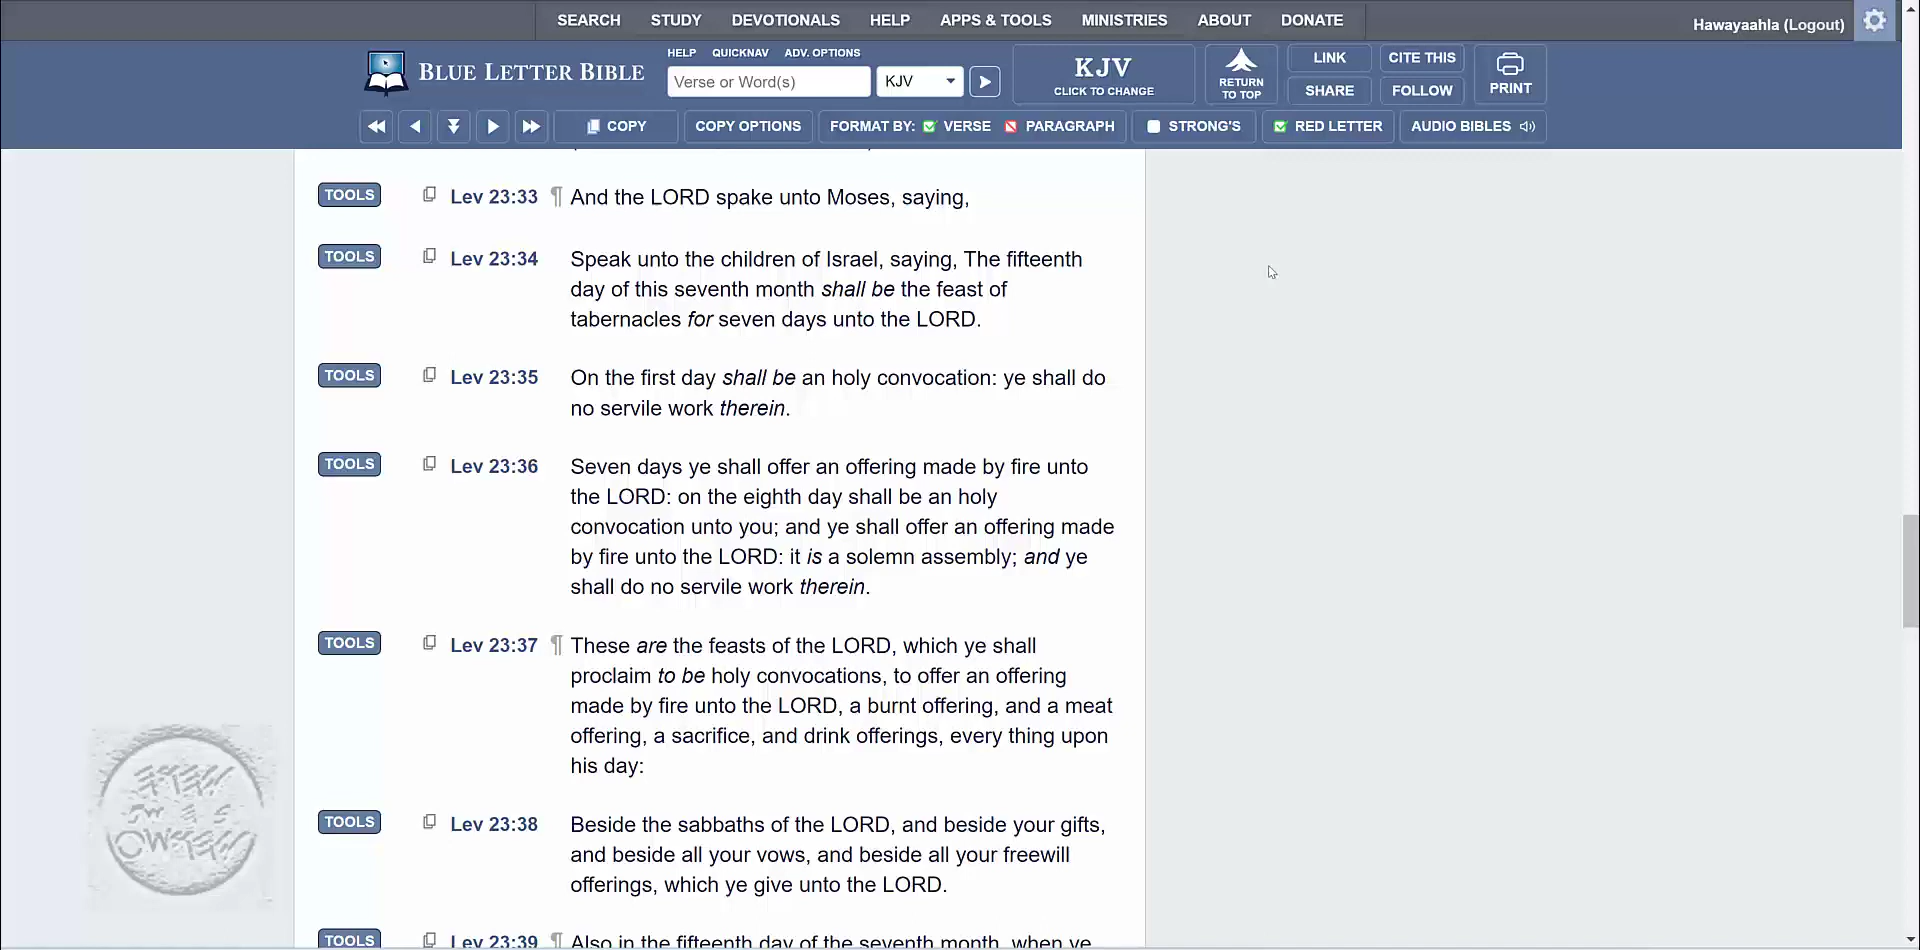 SEARCH STUDY DEVOTIONALS HELP APPS & TOOLS MINISTRIES ABOUT DONATE
Hawayaahla (Logout)
BLUE LETTER BIBLE
HELP QUICKNAV ADV. OPTIONS
Verse or Word(s) KJV
KJV
CLICK TO CHANGE
RETURN
TO TOP
LINK CITE THIS
SHARE FOLLOW
PRINT
COPY COPY OPTIONS FORMAT BY: VERSE PARAGRAPH STRONG'S RED LETTER AUDIO BIBLES
TOOLS Lev 23:33 ¶ And the LORD spake unto Moses, saying,
TOOLS Lev 23:34 Speak unto the children of Israel, saying, The fifteenth
day of this seventh month shall be the feast of
tabernacles for seven days unto the LORD.
TOOLS Lev 23:35 On the first day shall be an holy convocation: ye shall do
no servile work therein.
TOOLS Lev 23:36 Seven days ye shall offer an offering made by fire unto
the LORD: on the eighth day shall be an holy
convocation unto you; and ye shall offer an offering made
by fire unto the LORD: it is a solemn assembly; and ye
shall do no servile work therein.
TOOLS Lev 23:37 ¶ These are the feasts of the LORD, which ye shall
proclaim to be holy convocations, to offer an offering
made by fire unto the LORD, a burnt offering, and a meat
offering, a sacrifice, and drink offerings, every thing upon
his day:
TOOLS Lev 23:38 Beside the sabbaths of the LORD, and beside your gifts,
and beside all your vows, and beside all your freewill
offerings, which ye give unto the LORD.
TOOLS Lev 23:39 ¶ Also in the fifteenth day of the seventh month, when ye